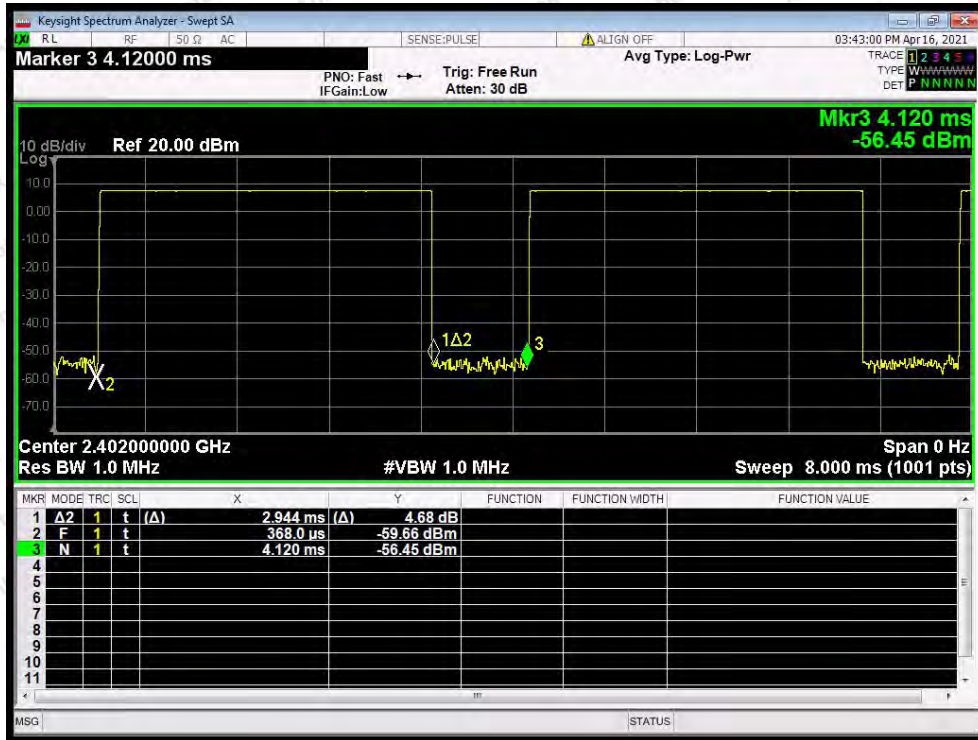 Keysight Spectrum Analyzer - Swept SA
LXI RL RF 50 Ω AC SENSE:PULSE ALIGN OFF 03:43:00 PM Apr 16, 2021
Marker 3 4.12000 ms Avg Type: Log-Pwr TRACE 1 2 3 4 5
PNO: Fast Trig: Free Run TYPE W
IFGain:Low Atten: 30 dB DET P N N N N N
Mkr3 4.120 ms
10 dB/div Ref 20.00 dBm -56.45 dBm
Log
10.0
0.00
-10.0
-20.0
-30.0
-40.0
-50.0
-60.0
-70.0
1Δ2
3
2
Center 2.402000000 GHz Span 0 Hz
Res BW 1.0 MHz #VBW 1.0 MHz Sweep 8.000 ms (1001 pts)
MKR MODE TRC SCL X Y FUNCTION FUNCTION WIDTH FUNCTION VALUE
1 Δ2 1 t (Δ) 2.944 ms (Δ) 4.68 dB
2 F 1 t 368.0 µs -59.66 dBm
3 N 1 t 4.120 ms -56.45 dBm
4
5
6
7
8
9
10
11
MSG STATUS